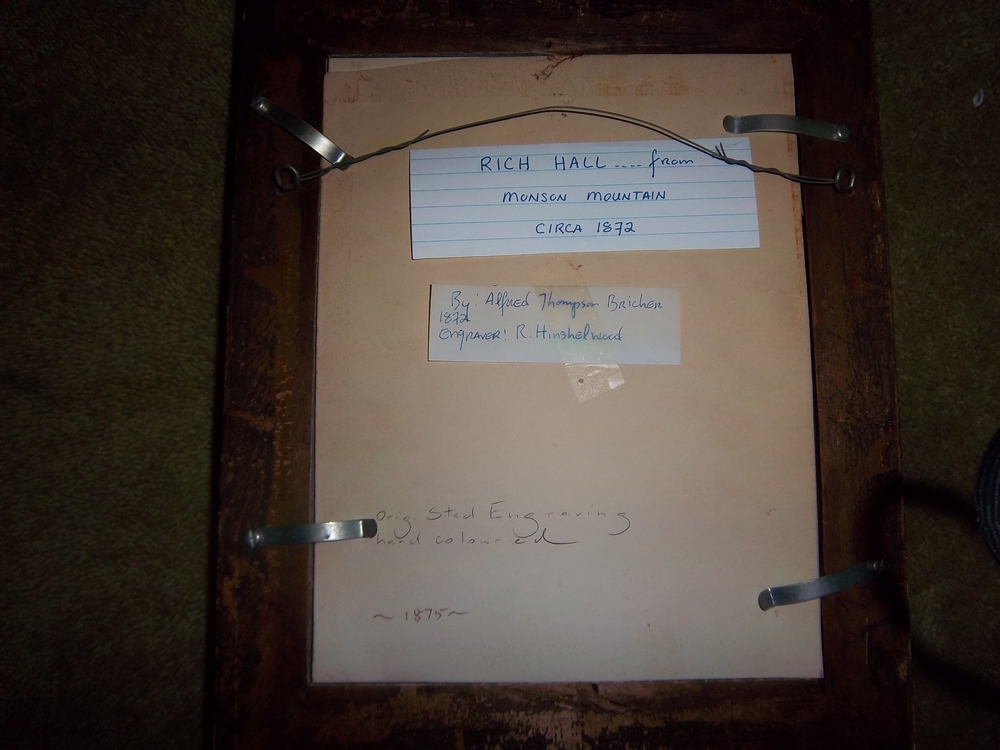 RICH HALL .... from
MONSON MOUNTAIN
CIRCA 1872
By: Alfred Thompson Bricher
1872
Engraver: R. Hinshelwood
Orig Steel Engraving
hand coloured
~ 1875 ~